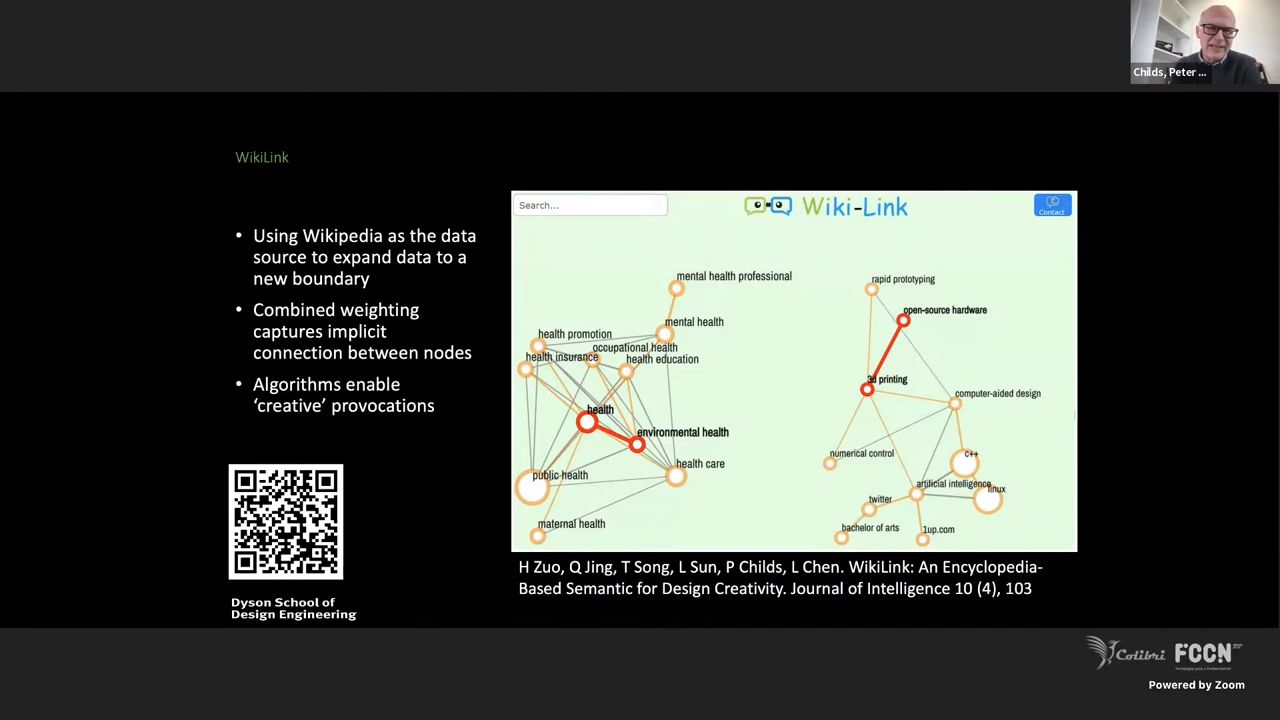 Childs, Peter ...
WikiLink
• Using Wikipedia as the data
source to expand data to a
new boundary
• Combined weighting
captures implicit
connection between nodes
• Algorithms enable
‘creative’ provocations
Dyson School of
Design Engineering
Search...
Wiki-Link
Contact
mental health professional
mental health
health promotion
occupational health
health insurance
health education
health
environmental health
health care
public health
maternal health
rapid prototyping
open-source hardware
3d printing
computer-aided design
numerical control
c++
artificial intelligence
linux
twitter
bachelor of arts
1up.com
H Zuo, Q Jing, T Song, L Sun, P Childs, L Chen. WikiLink: An Encyclopedia-
Based Semantic for Design Creativity. Journal of Intelligence 10 (4), 103
Colibri
FCCN
Powered by Zoom